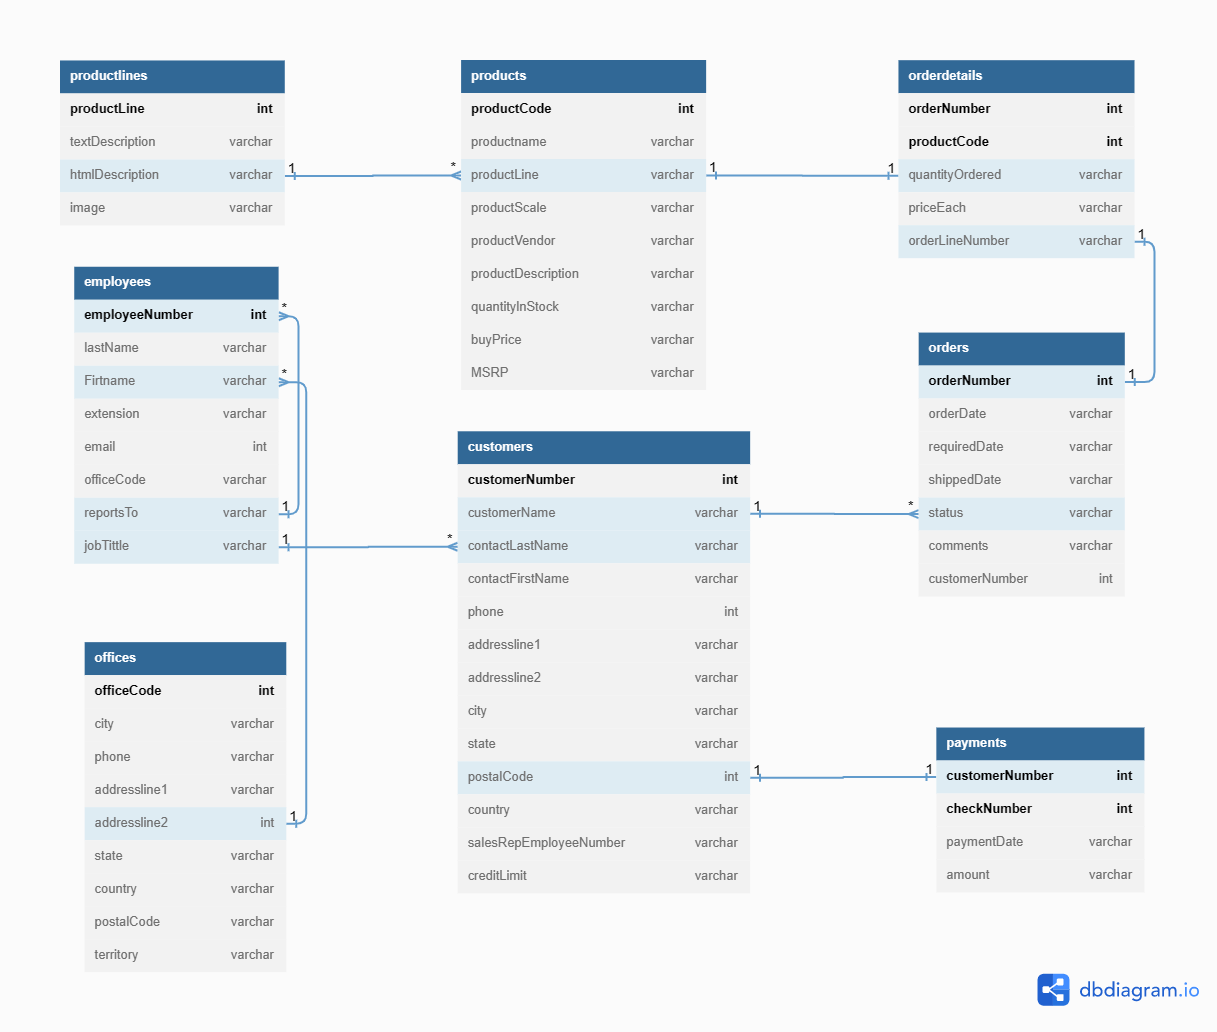 productlines
productLine int
textDescription varchar
htmlDescription varchar
image varchar
1
*
products
productCode int
productname varchar
productLine varchar
productScale varchar
productVendor varchar
productDescription varchar
quantityInStock varchar
buyPrice varchar
MSRP varchar
1
1
orderdetails
orderNumber int
productCode int
quantityOrdered varchar
priceEach varchar
orderLineNumber varchar
1
employees
employeeNumber int
lastName varchar
Firtname varchar
extension varchar
email int
officeCode varchar
reportsTo varchar
jobTittle varchar
*
*
1
1
*
customers
customerNumber int
customerName varchar
contactLastName varchar
contactFirstName varchar
phone int
addressline1 varchar
addressline2 varchar
city varchar
state varchar
postalCode int
country varchar
salesRepEmployeeNumber varchar
creditLimit varchar
1
*
1
1
orders
orderNumber int
orderDate varchar
requiredDate varchar
shippedDate varchar
status varchar
comments varchar
customerNumber int
1
offices
officeCode int
city varchar
phone varchar
addressline1 varchar
addressline2 int
state varchar
country varchar
postalCode varchar
territory varchar
1
payments
customerNumber int
checkNumber int
paymentDate varchar
amount varchar
dbdiagram.io